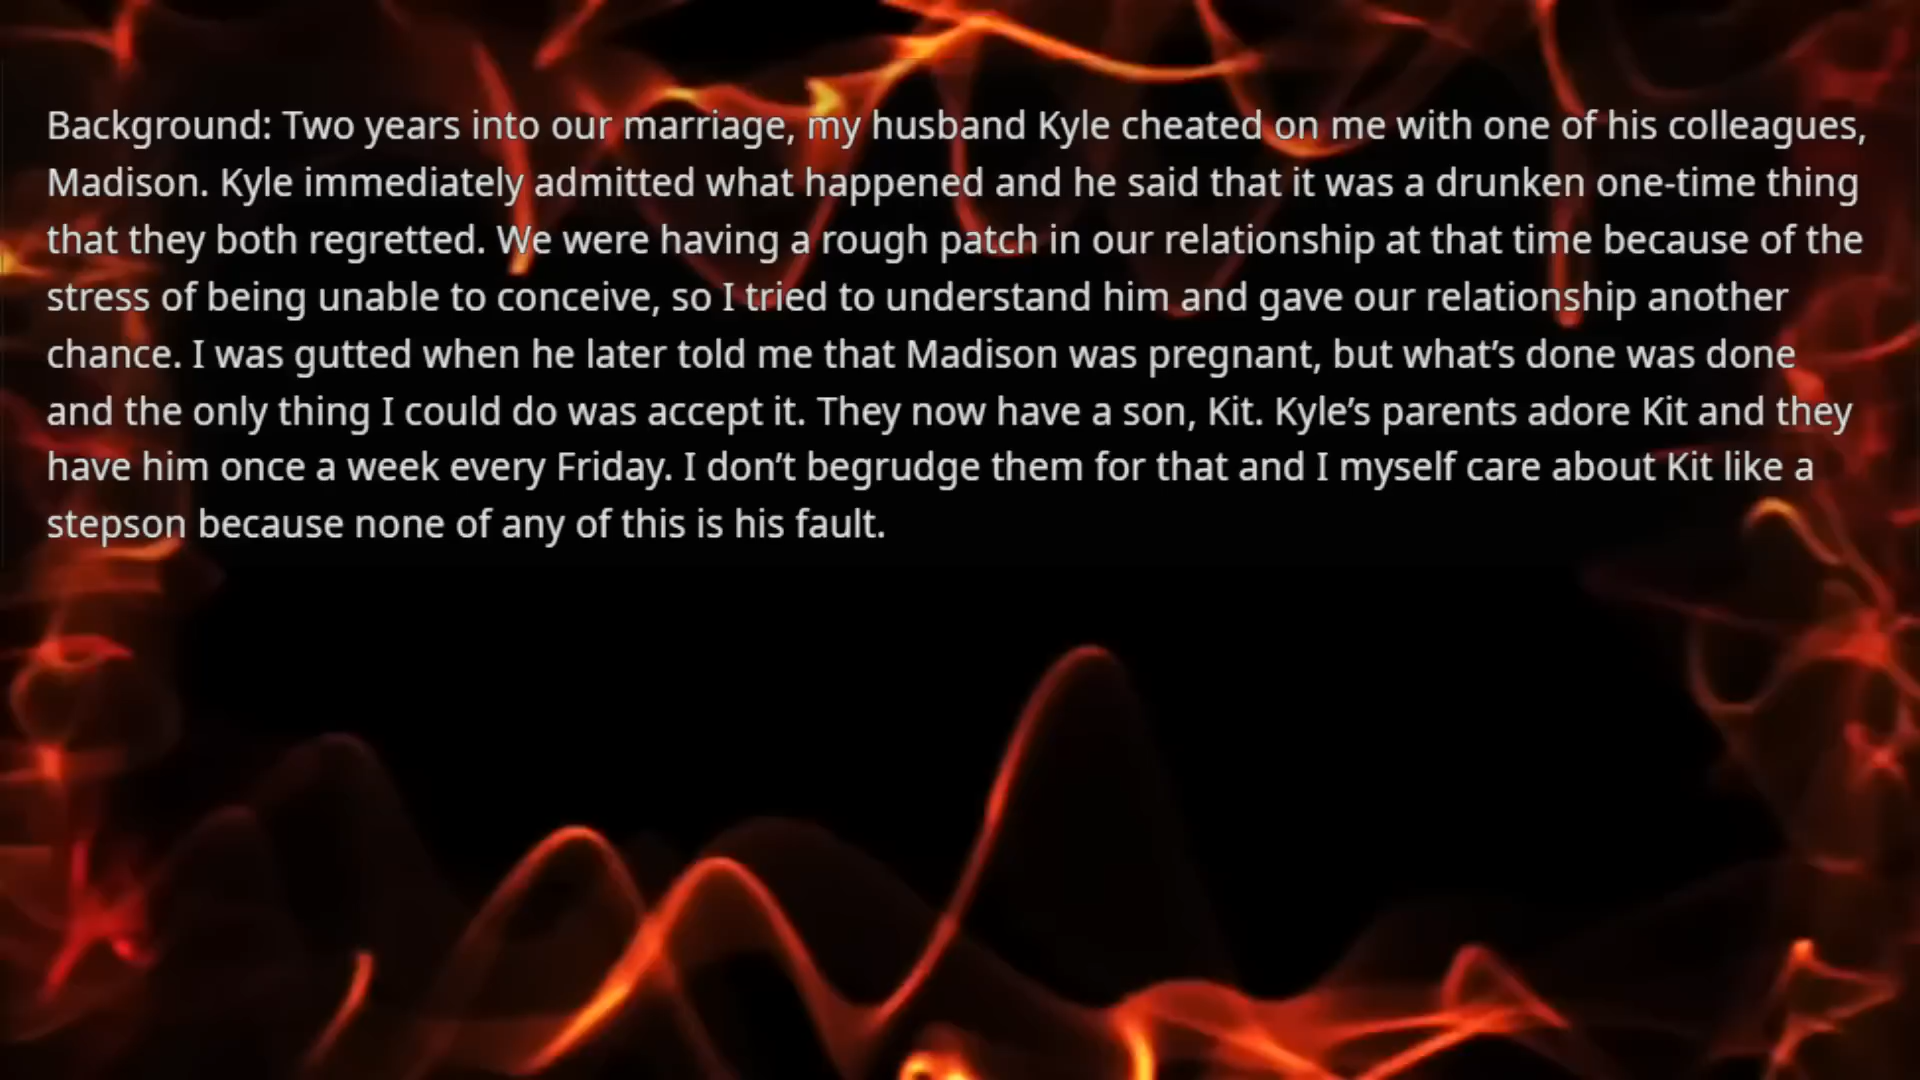 Background: Two years into our marriage, my husband Kyle cheated on me with one of his colleagues,
Madison. Kyle immediately admitted what happened and he said that it was a drunken one-time thing
that they both regretted. We were having a rough patch in our relationship at that time because of the
stress of being unable to conceive, so I tried to understand him and gave our relationship another
chance. I was gutted when he later told me that Madison was pregnant, but what’s done was done
and the only thing I could do was accept it. They now have a son, Kit. Kyle’s parents adore Kit and they
have him once a week every Friday. I don’t begrudge them for that and I myself care about Kit like a
stepson because none of any of this is his fault.